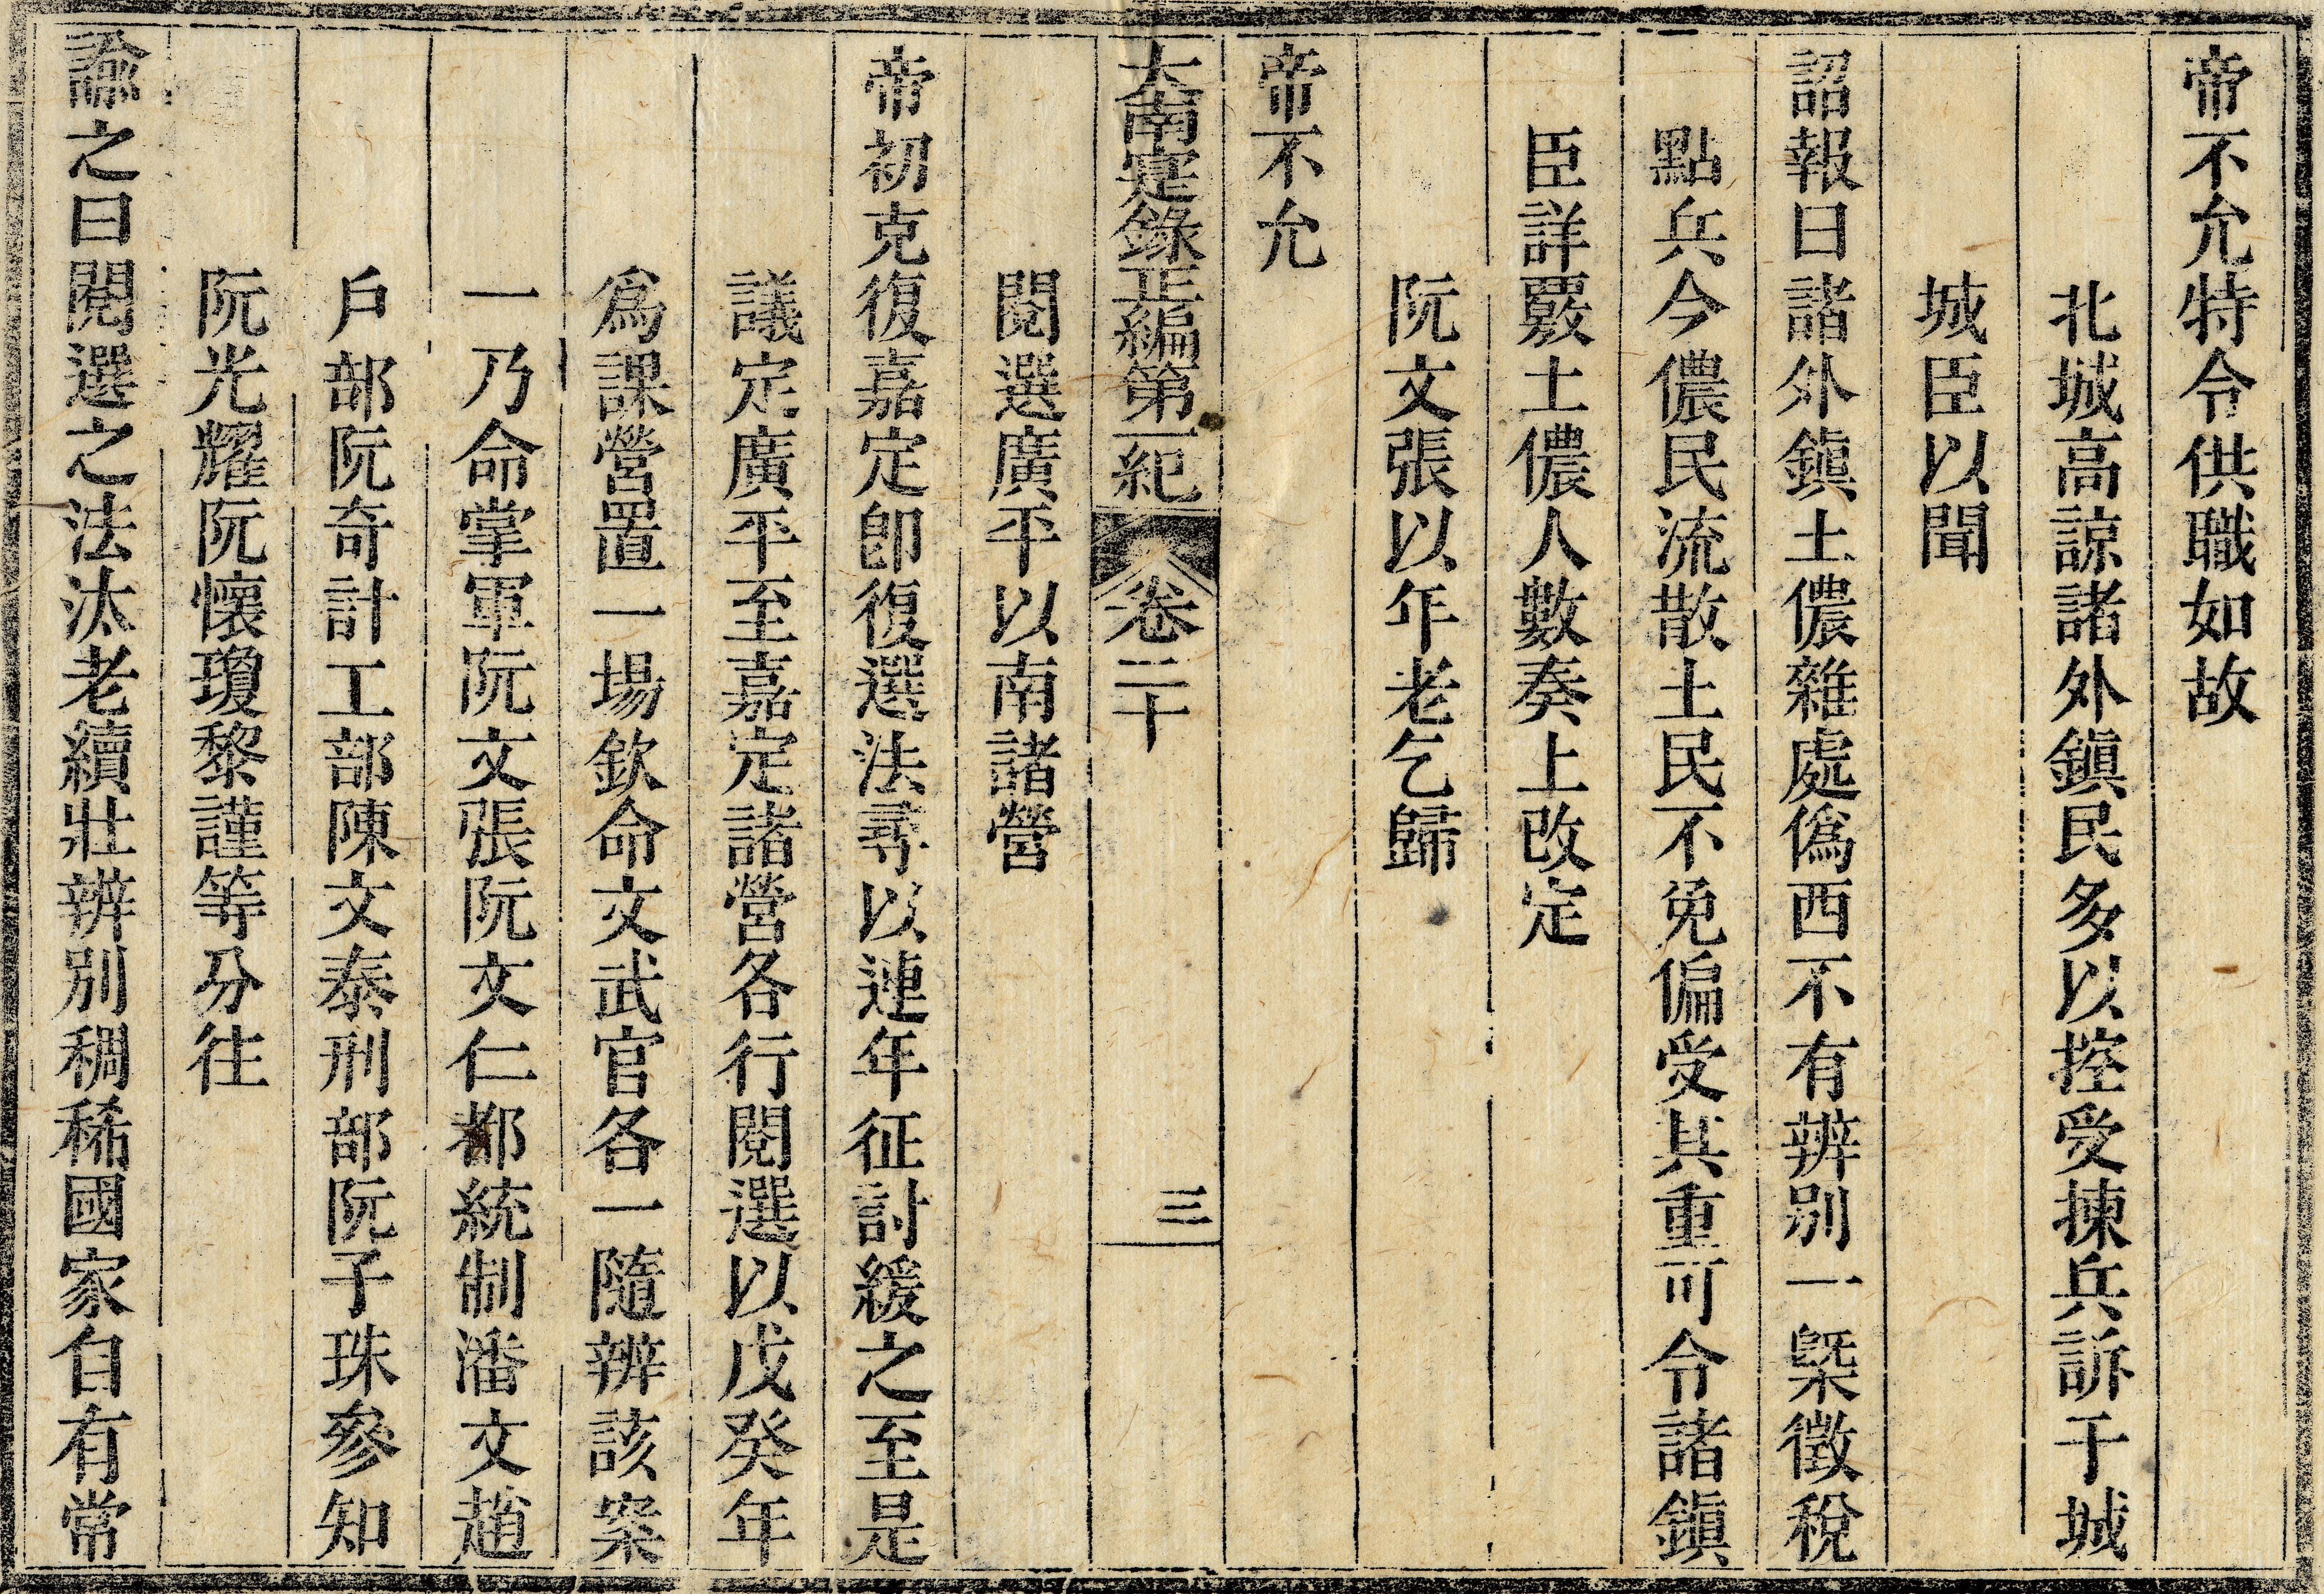 帝不允特令供職如故
北城高諒諸外鎭民多以控受揀兵訴于城
城臣以聞
詔報曰諸外鎭土儂雜處僞西不有辨別一槩徵稅
點兵今儂民流散土民不免偏受其重可令諸鎭
臣詳覈土儂人數奏上改定
阮文張以年老乞歸
帝不允
大南寔錄正編第一紀 卷二十 三
閱選廣平以南諸營
帝初克復嘉定卽復選法尋以連年征討緩之至是
議定廣平至嘉定諸營各行閱選以戊癸年
爲課營置一場欽命文武官各一隨辨該案
一乃命掌軍阮文張阮文仁都統制潘文趙
戶部阮奇計工部陳文泰刑部阮子珠參知
阮光耀阮懷瓊黎謹等分往
諭之曰閱選之法汰老續壯辨別稠稀國家自有常